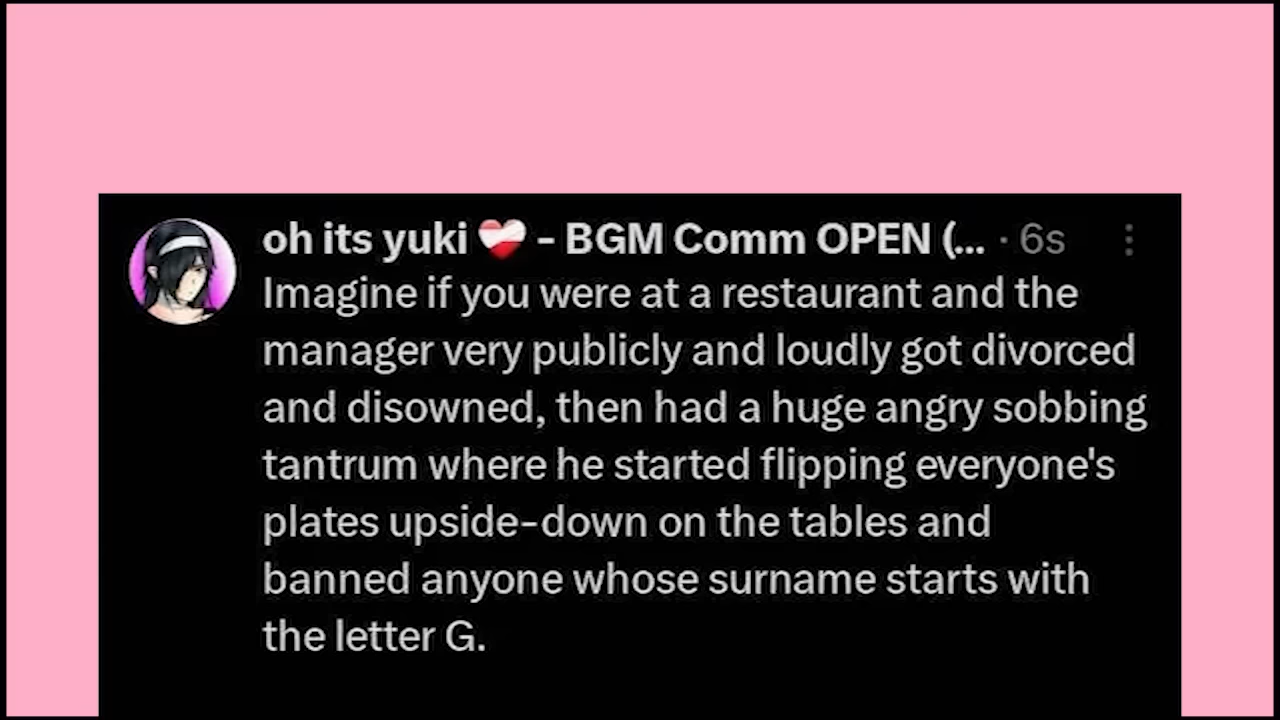 oh its yuki ❤️‍🩹 - BGM Comm OPEN (... · 6s
Imagine if you were at a restaurant and the
manager very publicly and loudly got divorced
and disowned, then had a huge angry sobbing
tantrum where he started flipping everyone's
plates upside-down on the tables and
banned anyone whose surname starts with
the letter G.